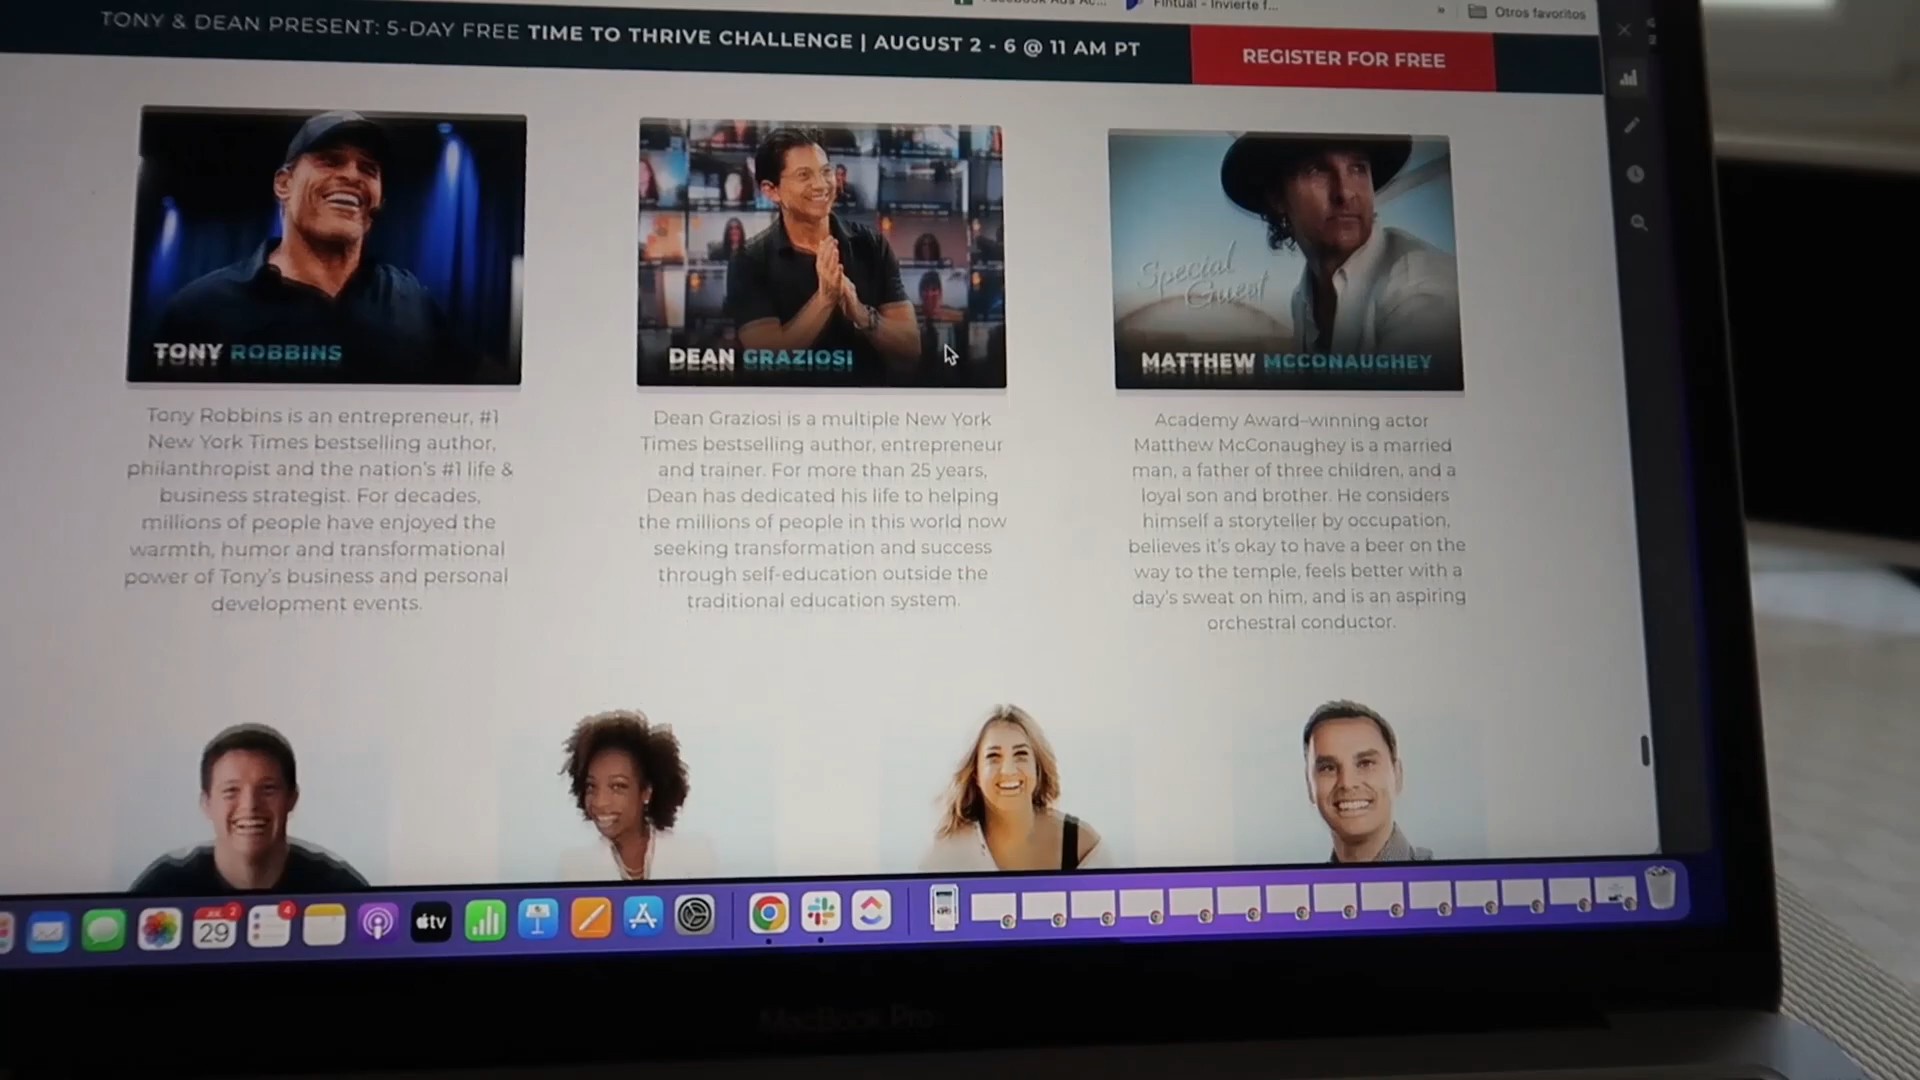 Fintual - Invierte f...
»
Otros favoritos
TONY & DEAN PRESENT: 5-DAY FREE TIME TO THRIVE CHALLENGE | AUGUST 2 - 6 @ 11 AM PT
REGISTER FOR FREE
TONY ROBBINS
DEAN GRAZIOSI
Special
Guest
MATTHEW MCCONAUGHEY
Tony Robbins is an entrepreneur, #1
New York Times bestselling author,
philanthropist and the nation's #1 life &
business strategist. For decades,
millions of people have enjoyed the
warmth, humor and transformational
power of Tony's business and personal
development events.
Dean Graziosi is a multiple New York
Times bestselling author, entrepreneur
and trainer. For more than 25 years,
Dean has dedicated his life to helping
the millions of people in this world now
seeking transformation and success
through self-education outside the
traditional education system.
Academy Award-winning actor
Matthew McConaughey is a married
man, a father of three children, and a
loyal son and brother. He considers
himself a storyteller by occupation,
believes it's okay to have a beer on the
way to the temple, feels better with a
day's sweat on him, and is an aspiring
orchestral conductor.
JUL 2
29
4
tv
MacBook Pro